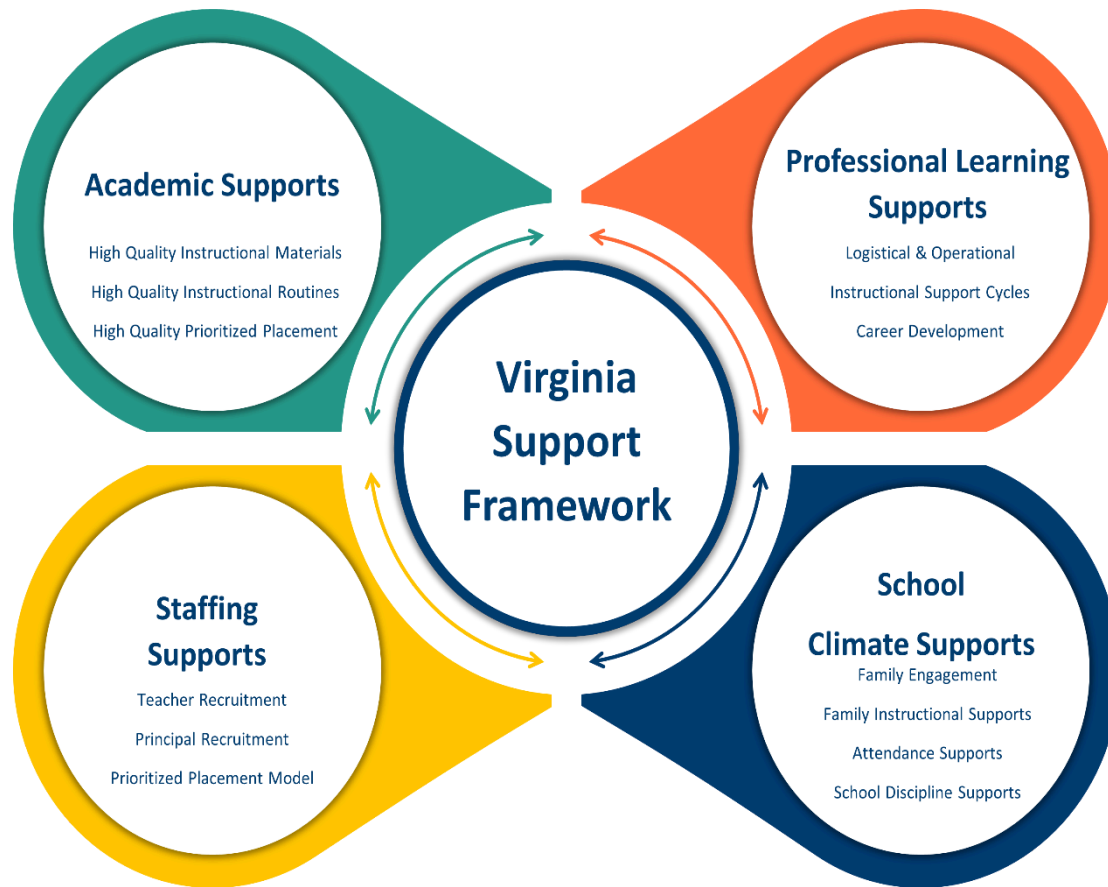 Academic Supports
High Quality Instructional Materials
High Quality Instructional Routines
High Quality Prioritized Placement
Professional Learning
Supports
Logistical & Operational
Instructional Support Cycles
Career Development
Virginia
Support
Framework
Staffing
Supports
Teacher Recruitment
Principal Recruitment
Prioritized Placement Model
School
Climate Supports
Family Engagement
Family Instructional Supports
Attendance Supports
School Discipline Supports